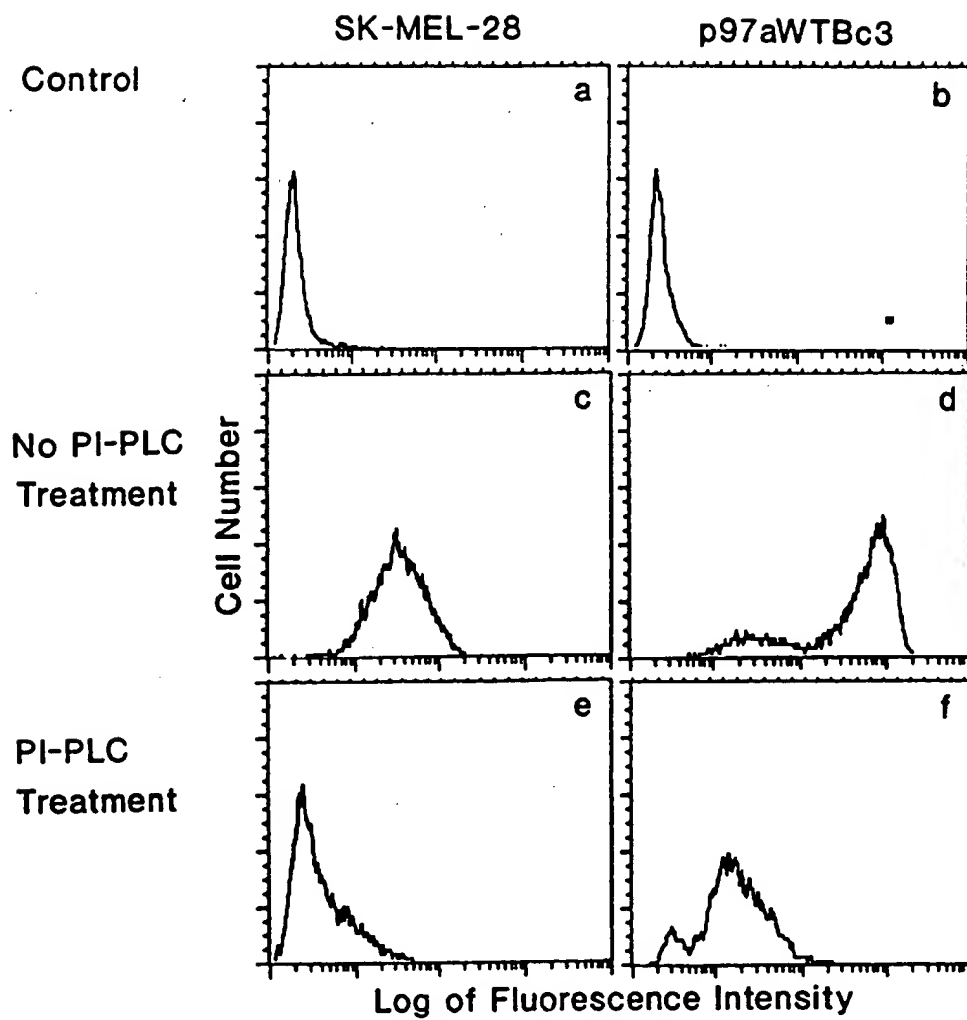 SK-MEL-28
p97aWTBc3
Control
a
b
No PI-PLC
Treatment
Cell Number
c
d
PI-PLC
Treatment
e
f
Log of Fluorescence Intensity